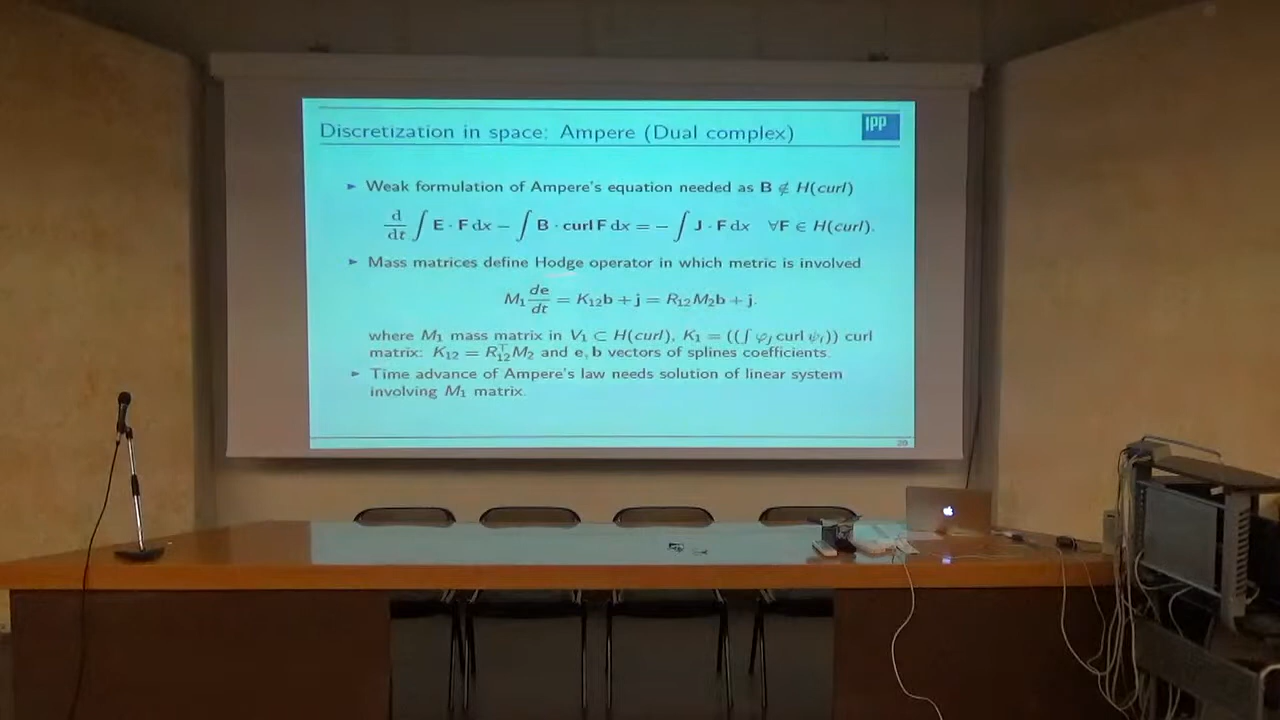 Discretization in space: Ampere (Dual complex)
IPP
► Weak formulation of Ampere's equation needed as B ∉ H(curl)
d/dt ∫ E · F dx − ∫ B · curl F dx = − ∫ J · F dx ∀F ∈ H(curl).
► Mass matrices define Hodge operator in which metric is involved
M₁ de/dt = K₁₂b + j = R₁₂M₂b + j.
where M₁ mass matrix in V₁ ⊂ H(curl), K₁ = ((∫ φⱼ curl ψᵢ)) curl
matrix: K₁₂ = R₁₂^⊤M₂ and e, b vectors of splines coefficients.
► Time advance of Ampere's law needs solution of linear system
involving M₁ matrix.
20